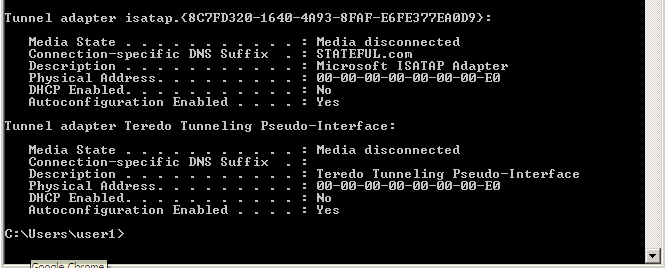 Tunnel adapter isatap.{8C7FD320-1640-4A93-8FAF-E6FE377EA0D9}:
Media State . . . . . . . . . . . : Media disconnected
Connection-specific DNS Suffix  . : STATEFUL.com
Description . . . . . . . . . . . : Microsoft ISATAP Adapter
Physical Address. . . . . . . . . : 00-00-00-00-00-00-00-E0
DHCP Enabled. . . . . . . . . . . : No
Autoconfiguration Enabled . . . . : Yes
Tunnel adapter Teredo Tunneling Pseudo-Interface:
Media State . . . . . . . . . . . : Media disconnected
Connection-specific DNS Suffix  . :
Description . . . . . . . . . . . : Teredo Tunneling Pseudo-Interface
Physical Address. . . . . . . . . : 00-00-00-00-00-00-00-E0
DHCP Enabled. . . . . . . . . . . : No
Autoconfiguration Enabled . . . . : Yes
C:\Users\user1>
Google Chrome